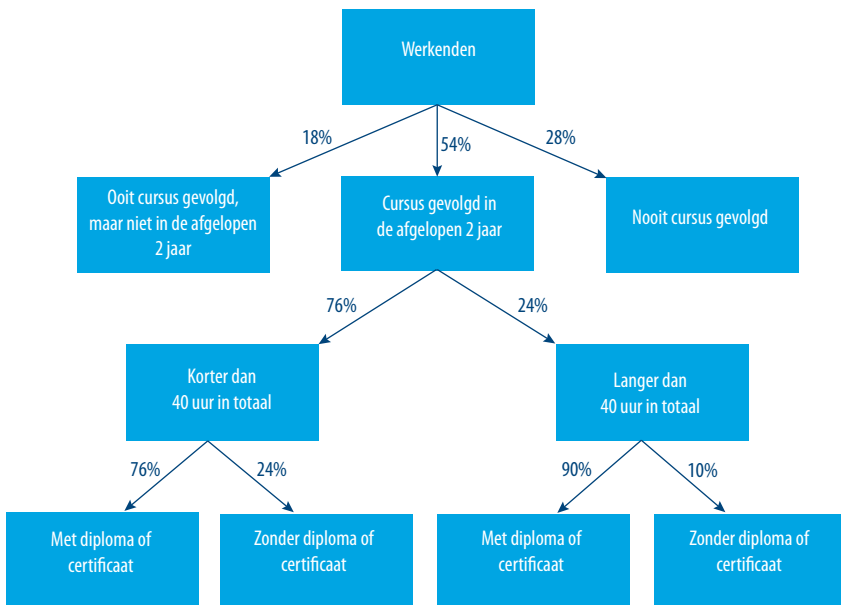 Werkenden
18%
54%
28%
Ooit cursus gevolgd,
maar niet in de afgelopen
2 jaar
Cursus gevolgd in
de afgelopen 2 jaar
Nooit cursus gevolgd
76%
24%
Korter dan
40 uur in totaal
Langer dan
40 uur in totaal
76%
24%
90%
10%
Met diploma of
certificaat
Zonder diploma of
certificaat
Met diploma of
certificaat
Zonder diploma of
certificaat